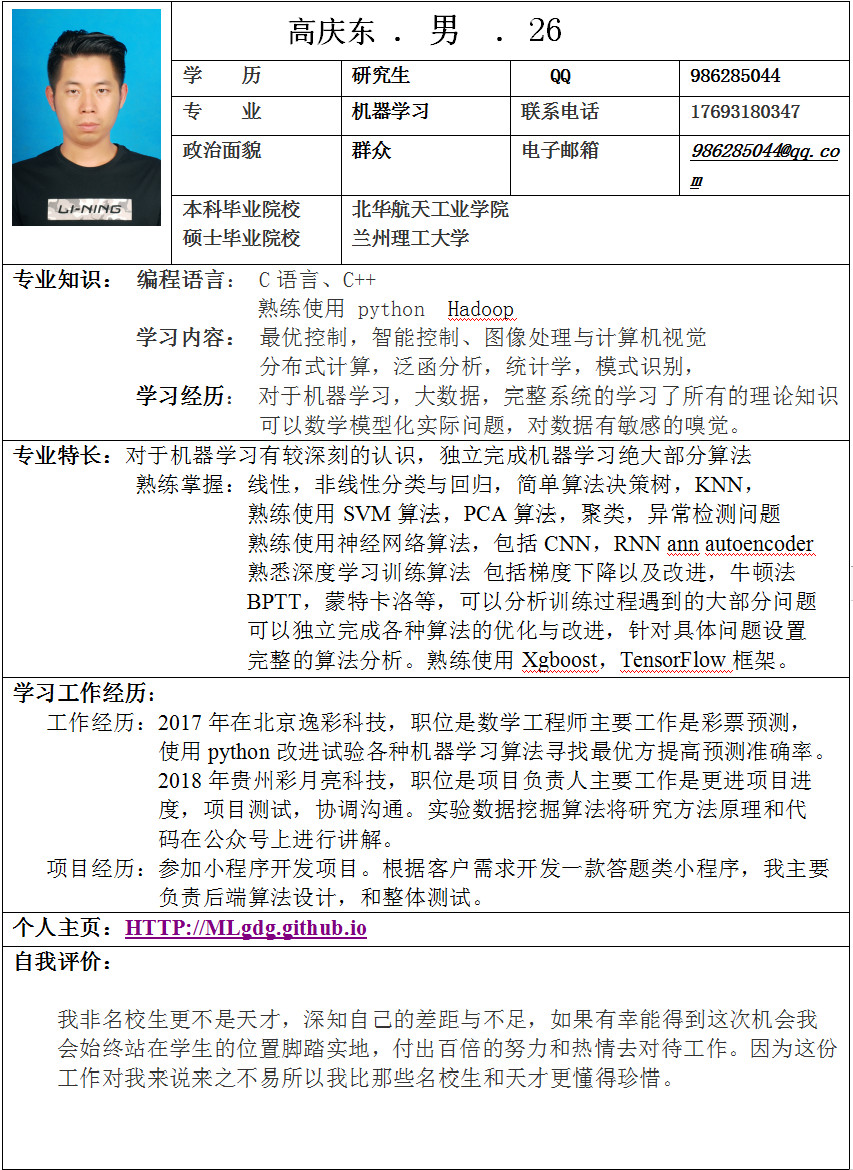 高庆东 . 男 . 26
学 历 研究生 QQ 986285044
专 业 机器学习 联系电话 17693180347
政治面貌 群众 电子邮箱 986285044@qq.co
m
LI-NING
本科毕业院校 北华航天工业学院
硕士毕业院校 兰州理工大学
专业知识： 编程语言： C 语言、C++
熟练使用 python Hadoop
学习内容： 最优控制，智能控制、图像处理与计算机视觉
分布式计算，泛函分析，统计学，模式识别，
学习经历： 对于机器学习，大数据，完整系统的学习了所有的理论知识
可以数学模型化实际问题，对数据有敏感的嗅觉。
专业特长：对于机器学习有较深刻的认识，独立完成机器学习绝大部分算法
熟练掌握：线性，非线性分类与回归，简单算法决策树，KNN，
熟练使用 SVM 算法，PCA 算法，聚类，异常检测问题
熟练使用神经网络算法，包括 CNN，RNN ann autoencoder
熟悉深度学习训练算法 包括梯度下降以及改进，牛顿法
BPTT，蒙特卡洛等，可以分析训练过程遇到的大部分问题
可以独立完成各种算法的优化与改进，针对具体问题设置
完整的算法分析。熟练使用 Xgboost，TensorFlow 框架。
学习工作经历：
工作经历：2017 年在北京逸彩科技，职位是数学工程师主要工作是彩票预测，
使用 python 改进试验各种机器学习算法寻找最优方提高预测准确率。
2018 年贵州彩月亮科技，职位是项目负责人主要工作是更进项目进
度，项目测试，协调沟通。实验数据挖掘算法将研究方法原理和代
码在公众号上进行讲解。
项目经历：参加小程序开发项目。根据客户需求开发一款答题类小程序，我主要
负责后端算法设计，和整体测试。
个人主页：HTTP://MLgdg.github.io
自我评价：
我非名校生更不是天才，深知自己的差距与不足，如果有幸能得到这次机会我
会始终站在学生的位置脚踏实地，付出百倍的努力和热情去对待工作。因为这份
工作对我来说来之不易所以我比那些名校生和天才更懂得珍惜。